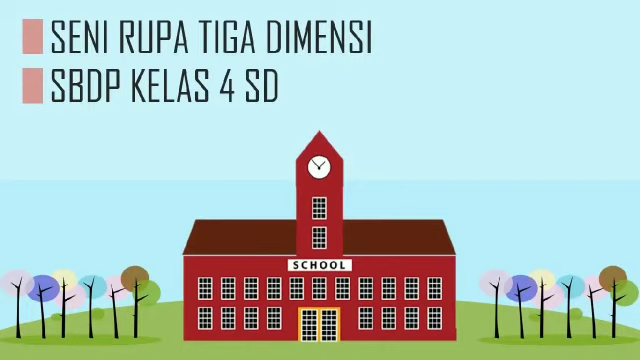 SENI RUPA TIGA DIMENSI
SBDP KELAS 4 SD
SCHOOL